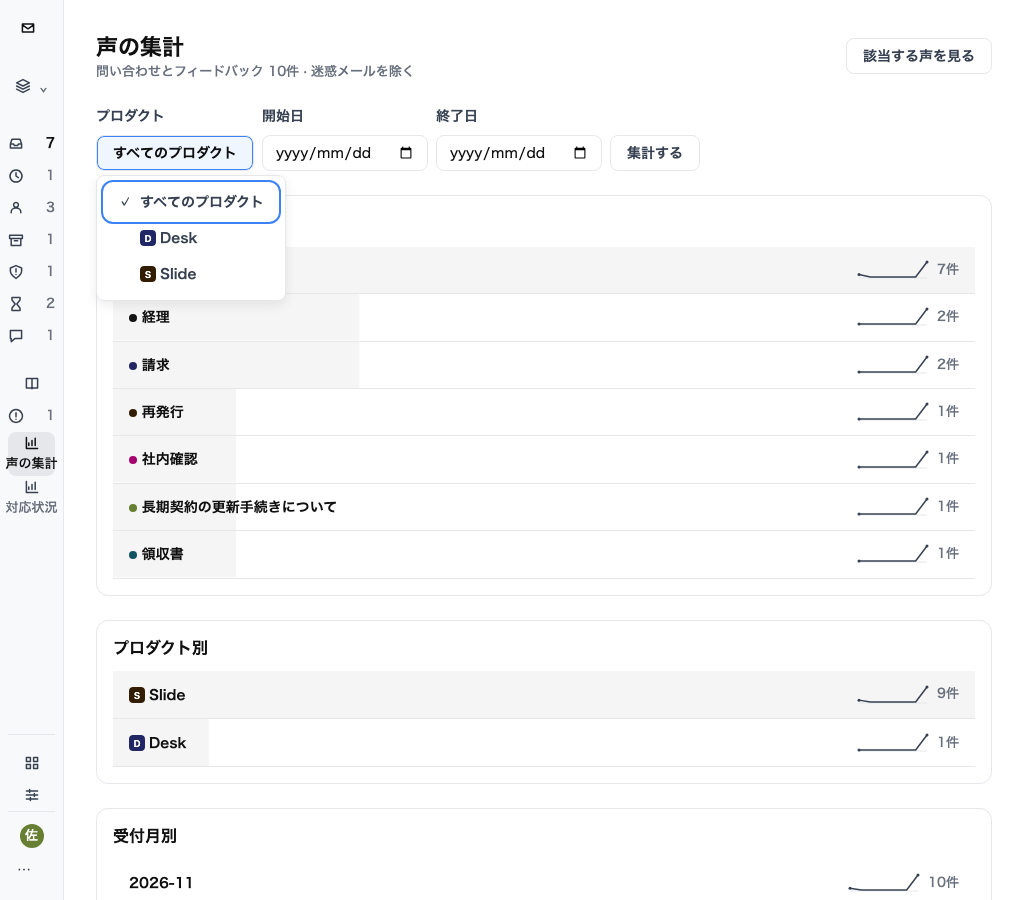 声の集計
問い合わせとフィードバック 10件 · 迷惑メールを除く
該当する声を見る
プロダクト
開始日
終了日
すべてのプロダクト
yyyy/mm/dd
yyyy/mm/dd
集計する
✓ すべてのプロダクト
D Desk
S Slide
7件
経理 2件
請求 2件
再発行 1件
社内確認 1件
長期契約の更新手続きについて 1件
領収書 1件
プロダクト別
S Slide 9件
D Desk 1件
受付月別
2026-11 10件
7
1
3
1
1
2
1
1
声の集計
対応状況
佐
…